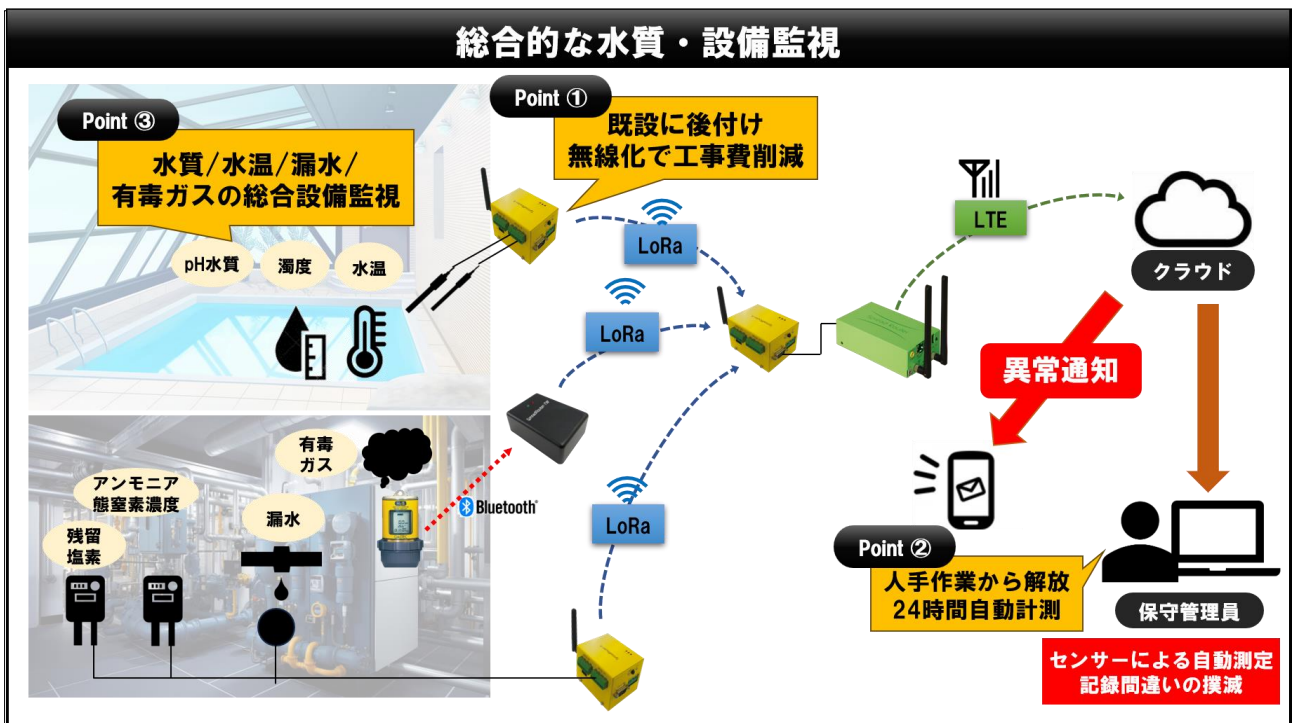 総合的な水質・設備監視
Point ③
水質/水温/漏水/
有毒ガスの総合設備監視
pH水質
濁度
水温
Point ①
既設に後付け
無線化で工事費削減
LoRa
LoRa
LoRa
LTE
クラウド
異常通知
有毒
ガス
アンモニア
態窒素濃度
漏水
残留
塩素
Bluetooth®
Point ②
人手作業から解放
24時間自動計測
保守管理員
センサーによる自動測定
記録間違いの撲滅